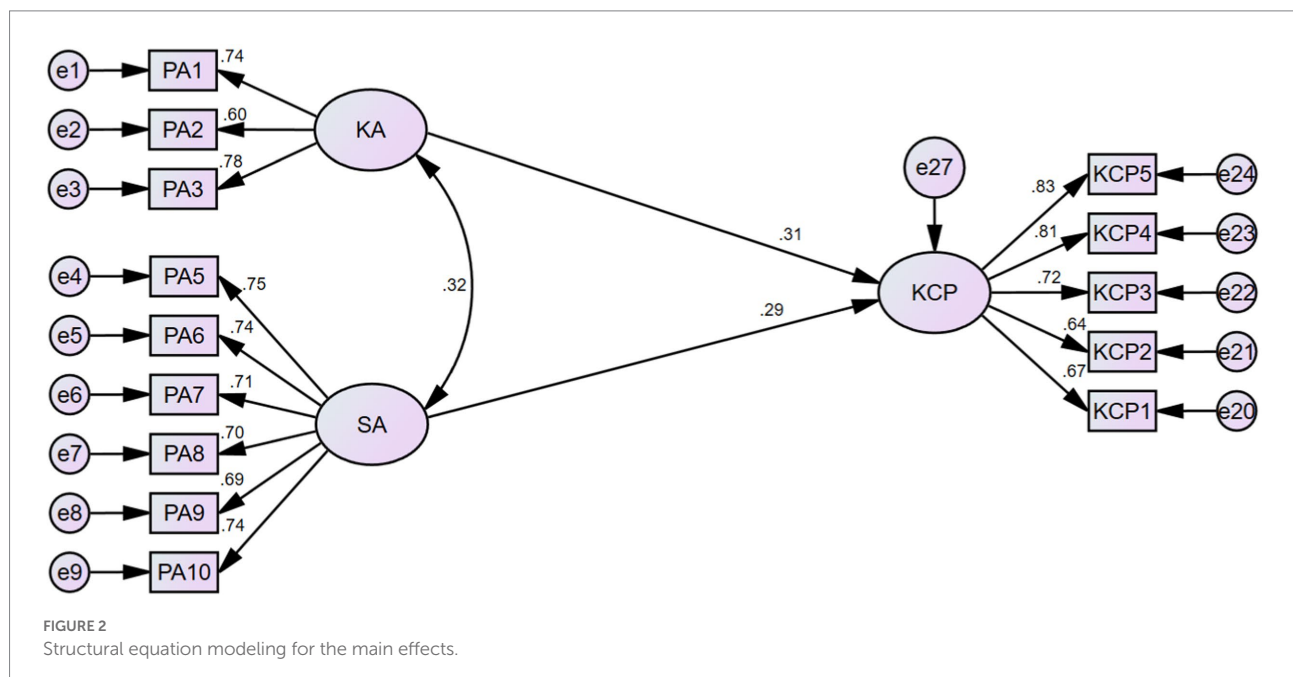 e1 PA1 .74
e2 PA2 .60 KA
e3 PA3 .78
e4 PA5 .75
e5 PA6 .74
e6 PA7 .71
e7 PA8 .70 SA
e8 PA9 .69
e9 PA10 .74
.32
.31
.29
e27
KCP
.83 KCP5 e24
.81 KCP4 e23
.72 KCP3 e22
.64 KCP2 e21
.67 KCP1 e20
FIGURE 2
Structural equation modeling for the main effects.